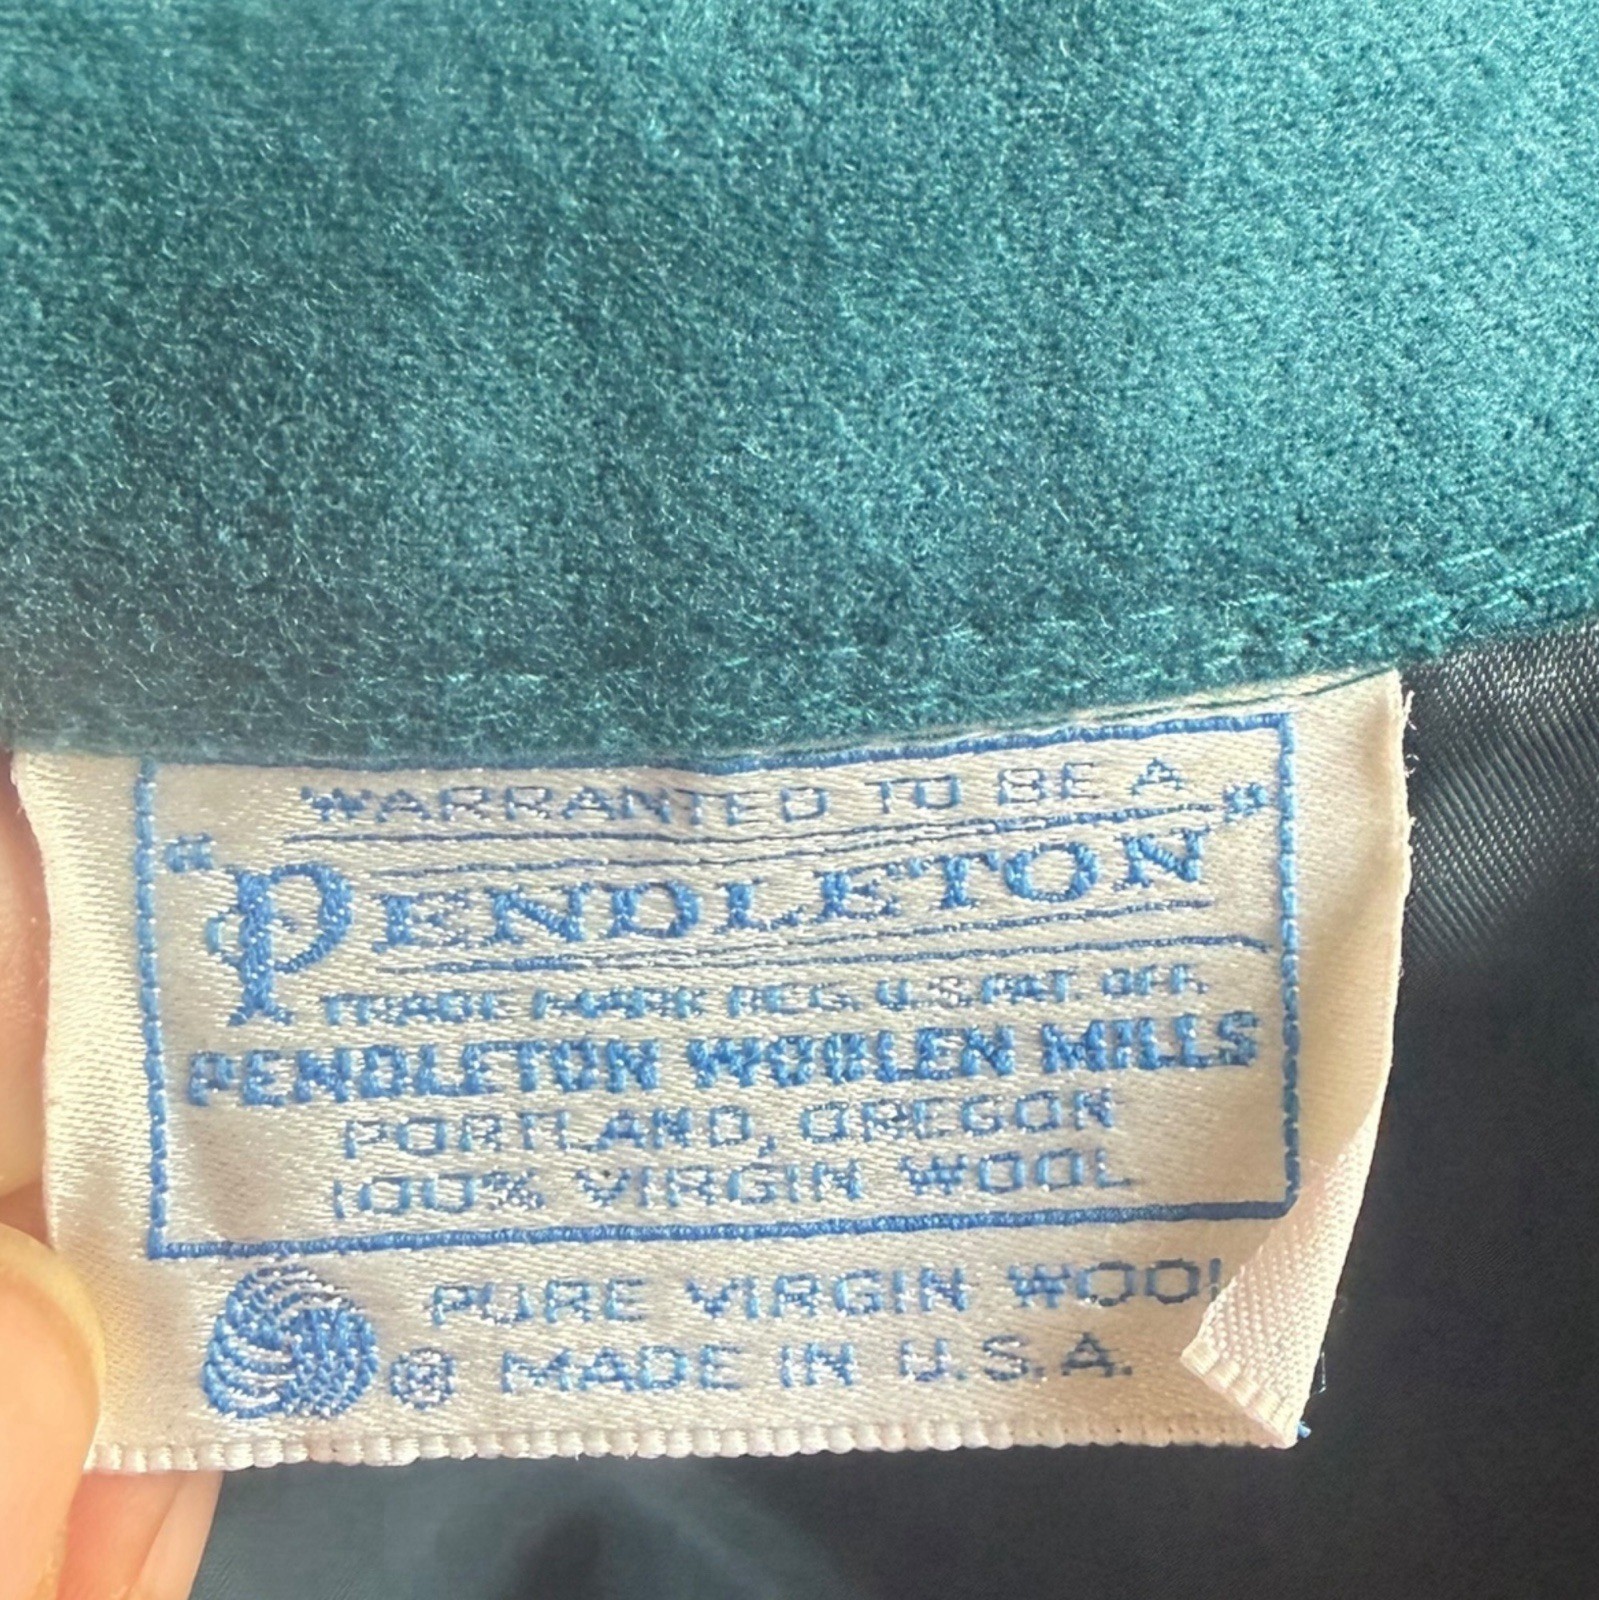 WARRANTED TO BE A
"PENDLETON"
TRADE MARK REG. U.S. PAT. OFF.
PENDLETON WOOLEN MILLS
PORTLAND, OREGON
100% VIRGIN WOOL
PURE VIRGIN WOOL
® MADE IN U.S.A.